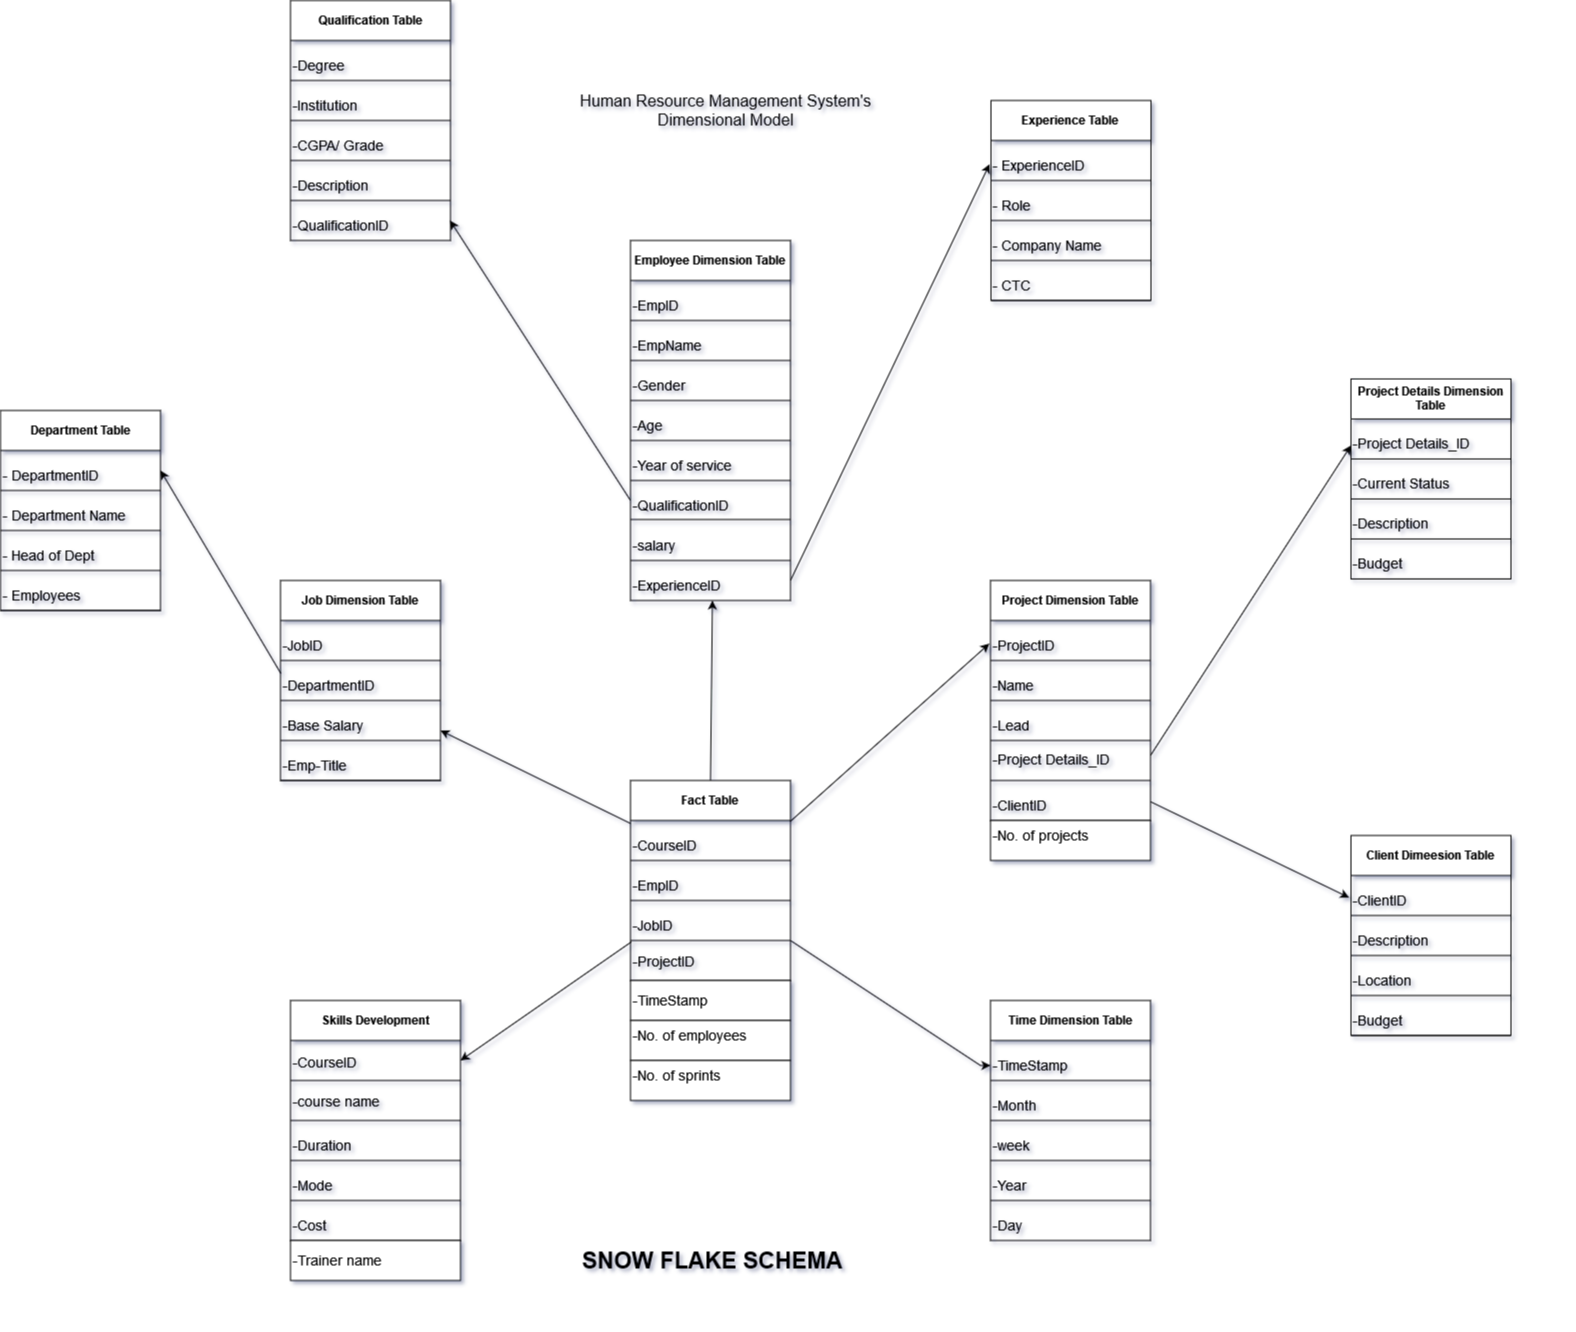 Qualification Table
-Degree
-Institution
-CGPA/ Grade
-Description
-QualificationID
Human Resource Management System's
Dimensional Model
Experience Table
- ExperienceID
- Role
- Company Name
- CTC
Employee Dimension Table
-EmpID
-EmpName
-Gender
-Age
-Year of service
-QualificationID
-salary
-ExperienceID
Department Table
- DepartmentID
- Department Name
- Head of Dept
- Employees
Job Dimension Table
-JobID
-DepartmentID
-Base Salary
-Emp-Title
Project Details Dimension
Table
-Project Details_ID
-Current Status
-Description
-Budget
Project Dimension Table
-ProjectID
-Name
-Lead
-Project Details_ID
-ClientID
-No. of projects
Fact Table
-CourseID
-EmpID
-JobID
-ProjectID
-TimeStamp
-No. of employees
-No. of sprints
Client Dimeesion Table
-ClientID
-Description
-Location
-Budget
Skills Development
-CourseID
-course name
-Duration
-Mode
-Cost
-Trainer name
Time Dimension Table
-TimeStamp
-Month
-week
-Year
-Day
SNOW FLAKE SCHEMA